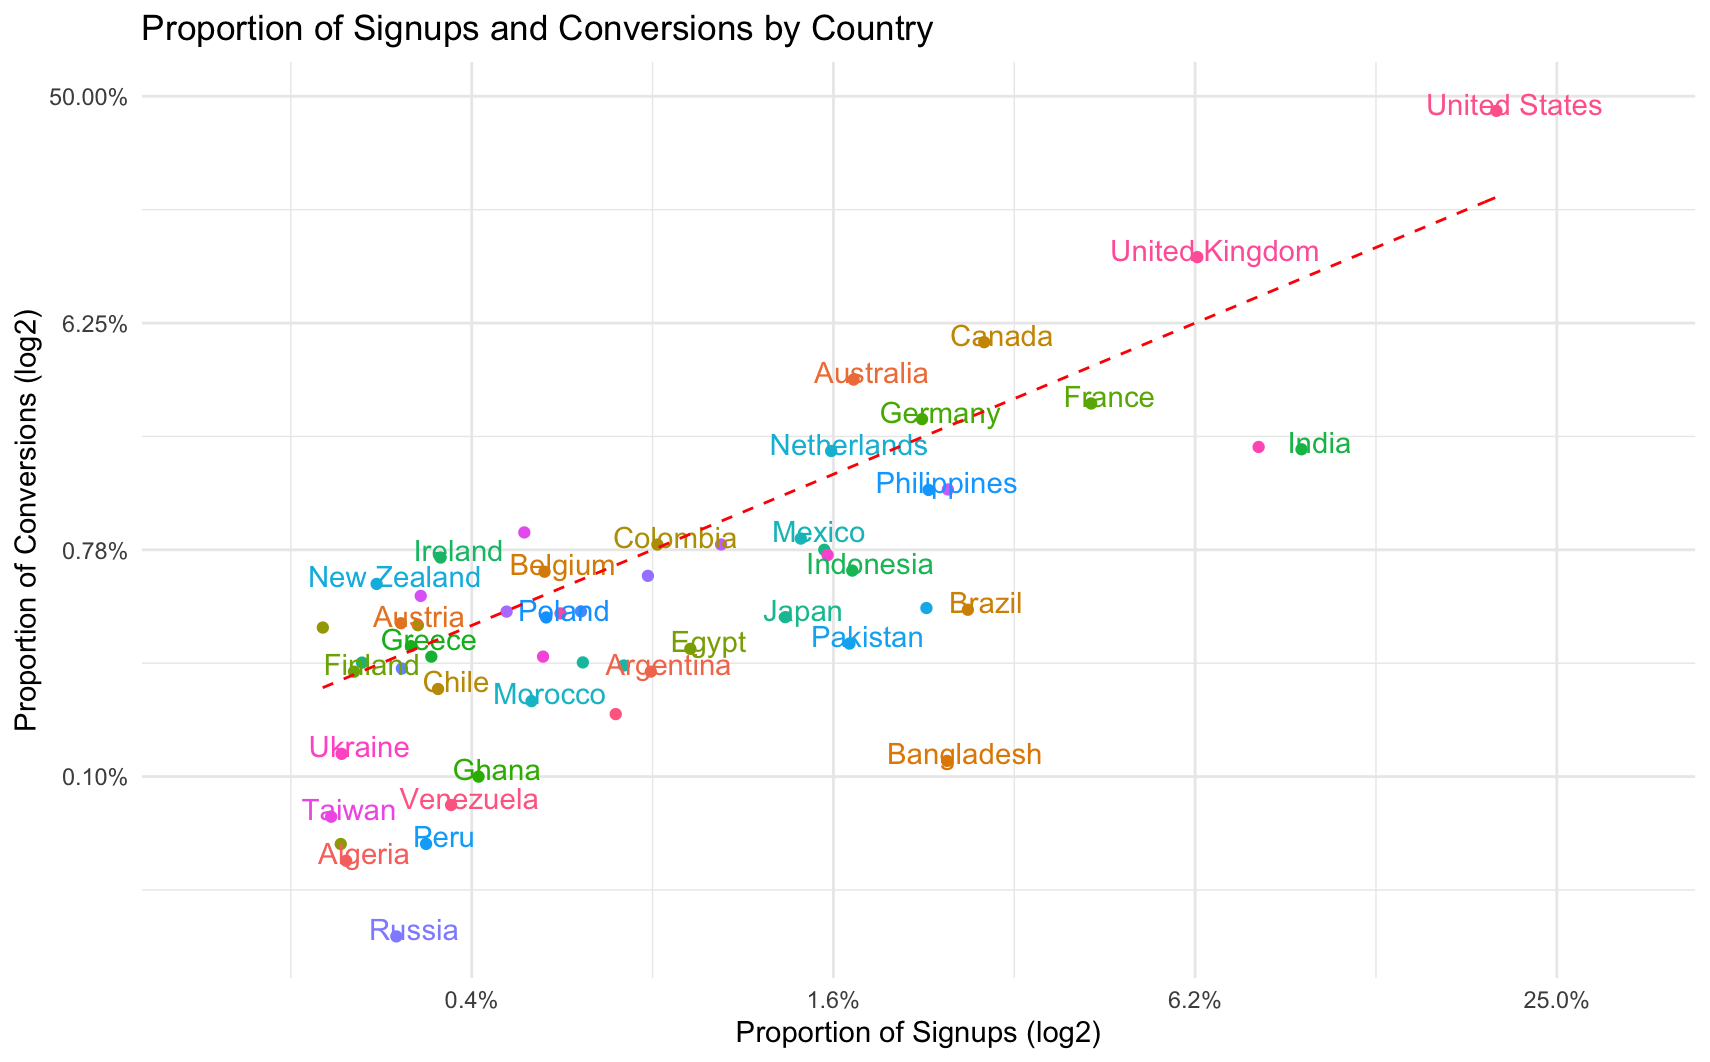 Proportion of Signups and Conversions by Country
50.00%
United States
United Kingdom
6.25%
Canada
Australia
France
Germany
Netherlands
India
Philippines
Mexico
Colombia
0.78%
Ireland
Indonesia
Belgium
New Zealand
Brazil
Poland
Japan
Austria
Pakistan
Greece
Egypt
Finland
Argentina
Chile
Morocco
Ukraine
Bangladesh
0.10%
Ghana
Venezuela
Taiwan
Peru
Algeria
Russia
0.4%
1.6%
6.2%
25.0%
Proportion of Signups (log2)
Proportion of Conversions (log2)